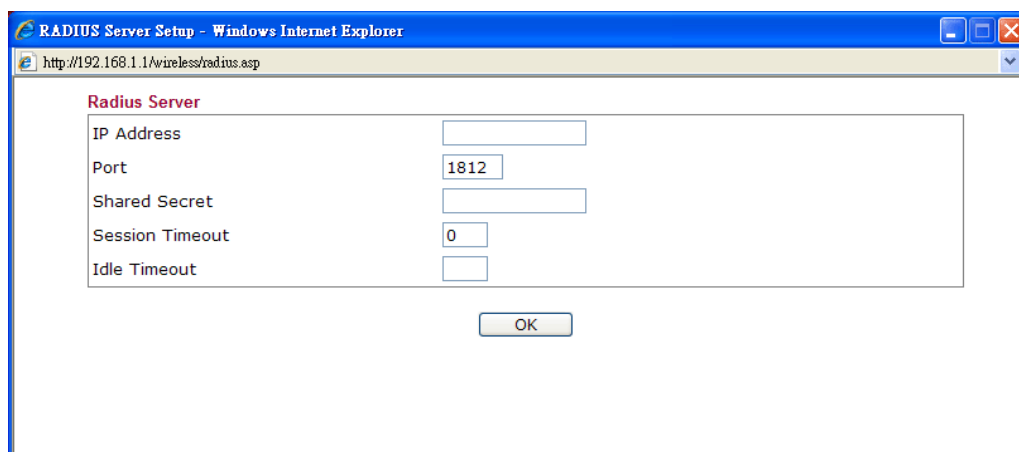 RADIUS Server Setup - Windows Internet Explorer
http://192.168.1.1/wireless/radius.asp
Radius Server
IP Address
Port 1812
Shared Secret
Session Timeout 0
Idle Timeout
OK